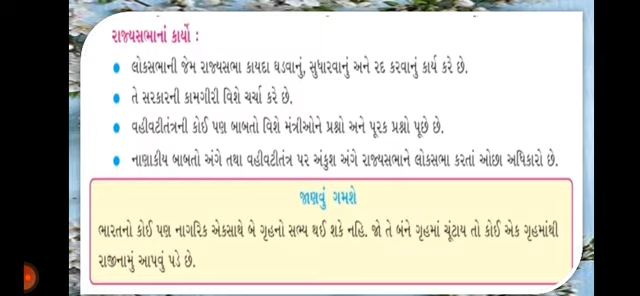 રાજ્યસભાનાં કાર્યો :
• લોકસભાની જેમ રાજ્યસભા કાયદા ઘડવાનું, સુધારવાનું અને રદ કરવાનું કાર્ય કરે છે.
• તે સરકારની કામગીરી વિશે ચર્ચા કરે છે.
• વહીવટીતંત્રની કોઈ પણ બાબતો વિશે મંત્રીઓને પ્રશ્નો અને પૂરક પ્રશ્નો પૂછે છે.
• નાણાકીય બાબતો અંગે તથા વહીવટીતંત્ર પર અંકુશ અંગે રાજ્યસભાને લોકસભા કરતાં ઓછા અધિકારો છે.
જાણવું ગમશે
ભારતનો કોઈ પણ નાગરિક એકસાથે બે ગૃહનો સભ્ય થઈ શકે નહિ. જો તે બંને ગૃહમાં ચૂંટાય તો કોઈ એક ગૃહમાંથી
રાજીનામું આપવું પડે છે.